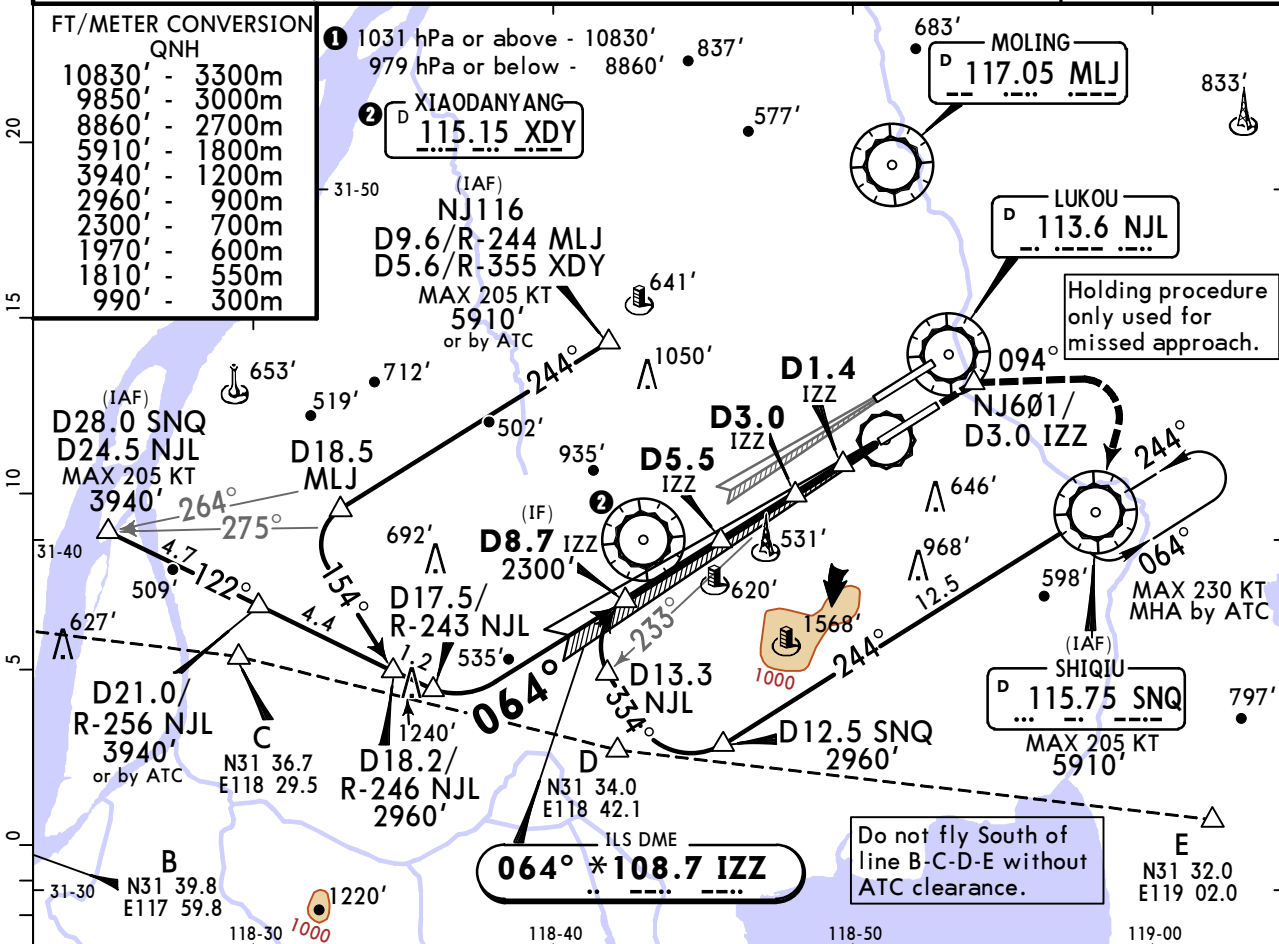 FT/METER CONVERSION
QNH
10830' - 3300m
9850' - 3000m
8860' - 2700m
5910' - 1800m
3940' - 1200m
2960' - 900m
2300' - 700m
1970' - 600m
1810' - 550m
990' - 300m
1 1031 hPa or above - 10830'
979 hPa or below - 8860'
2 XIAODANYANG
D 115.15 XDY
837'
683'
MOLING
D 117.05 MLJ
833'
577'
20
31-50
(IAF)
NJ116
D9.6/R-244 MLJ
D5.6/R-355 XDY
MAX 205 KT
5910'
or by ATC
641'
LUKOU
D 113.6 NJL
Holding procedure
only used for
missed approach.
15
1050'
653'
712'
519'
502'
244°
094°
D1.4
IZZ
NJ6Ø1/
D3.0 IZZ
D3.0
IZZ
(IAF)
D28.0 SNQ
D24.5 NJL
MAX 205 KT
3940'
D18.5
MLJ
935'
D5.5
IZZ
244°
10
264°
275°
2
(IF)
D8.7 IZZ
2300'
646'
31-40
4.7
122°
509'
692'
531'
968'
620'
064°
154°
4.4
D17.5/
R-243 NJL
233°
12.5
598'
MAX 230 KT
MHA by ATC
627'
1.2
535'
1568'
1000
244°
(IAF)
SHIQIU
D 115.75 SNQ
MAX 205 KT
5910'
797'
5
D21.0/
R-256 NJL
3940'
or by ATC
064°
D13.3
NJL
334°
1240'
C
N31 36.7
E118 29.5
D18.2/
R-246 NJL
2960'
D
N31 34.0
E118 42.1
D12.5 SNQ
2960'
0
ILS DME
064° *108.7 IZZ
Do not fly South of
line B-C-D-E without
ATC clearance.
E
N31 32.0
E119 02.0
B
N31 39.8
E117 59.8
31-30
1220'
1000
118-30
118-40
118-50
119-00